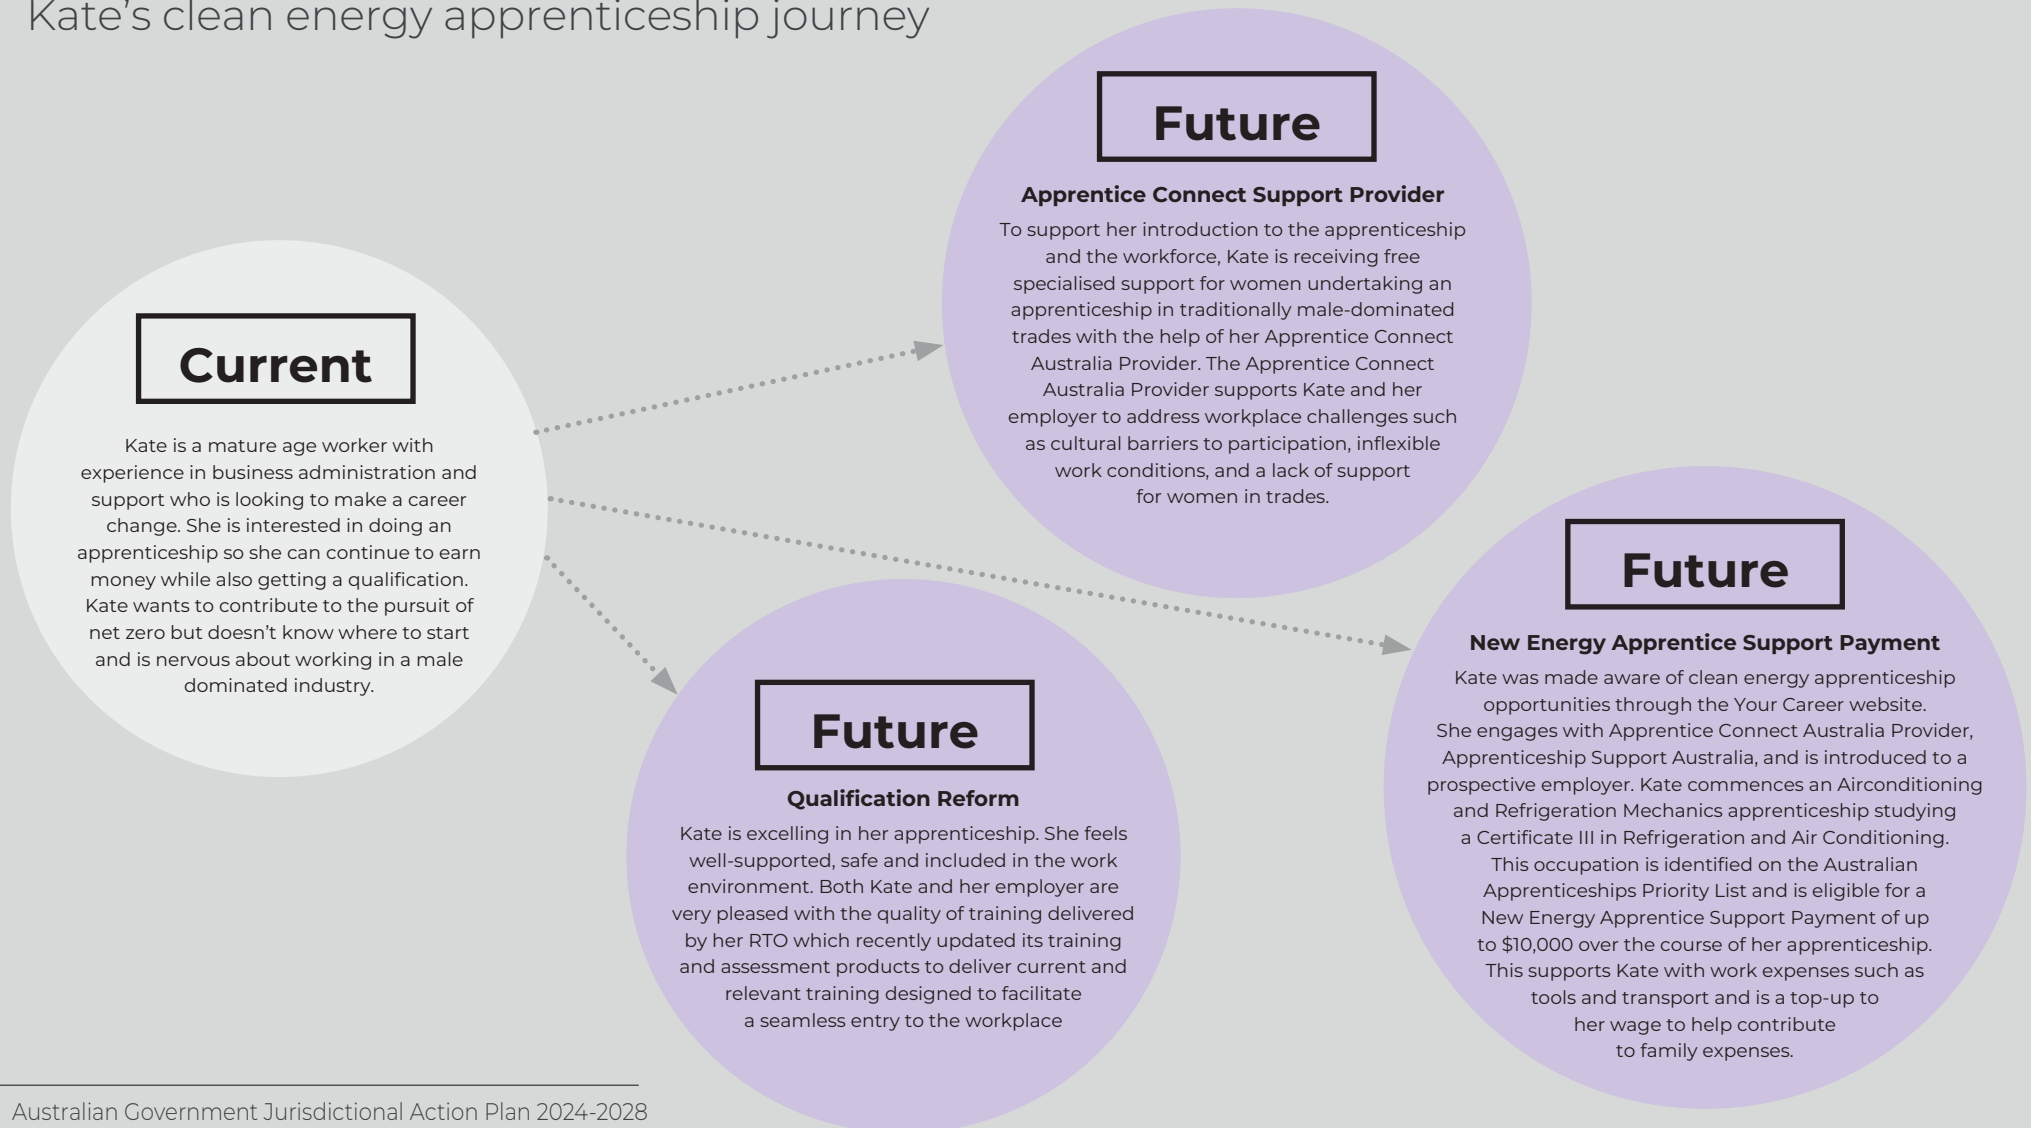 Kate's clean energy apprenticeship journey
Current
Kate is a mature age worker with
experience in business administration and
support who is looking to make a career
change. She is interested in doing an
apprenticeship so she can continue to earn
money while also getting a qualification.
Kate wants to contribute to the pursuit of
net zero but doesn’t know where to start
and is nervous about working in a male
dominated industry.
Future
Apprentice Connect Support Provider
To support her introduction to the apprenticeship
and the workforce, Kate is receiving free
specialised support for women undertaking an
apprenticeship in traditionally male-dominated
trades with the help of her Apprentice Connect
Australia Provider. The Apprentice Connect
Australia Provider supports Kate and her
employer to address workplace challenges such
as cultural barriers to participation, inflexible
work conditions, and a lack of support
for women in trades.
Future
Qualification Reform
Kate is excelling in her apprenticeship. She feels
well-supported, safe and included in the work
environment. Both Kate and her employer are
very pleased with the quality of training delivered
by her RTO which recently updated its training
and assessment products to deliver current and
relevant training designed to facilitate
a seamless entry to the workplace
Future
New Energy Apprentice Support Payment
Kate was made aware of clean energy apprenticeship
opportunities through the Your Career website.
She engages with Apprentice Connect Australia Provider,
Apprenticeship Support Australia, and is introduced to a
prospective employer. Kate commences an Airconditioning
and Refrigeration Mechanics apprenticeship studying
a Certificate III in Refrigeration and Air Conditioning.
This occupation is identified on the Australian
Apprenticeships Priority List and is eligible for a
New Energy Apprentice Support Payment of up
to $10,000 over the course of her apprenticeship.
This supports Kate with work expenses such as
tools and transport and is a top-up to
her wage to help contribute
to family expenses.
Australian Government Jurisdictional Action Plan 2024-2028